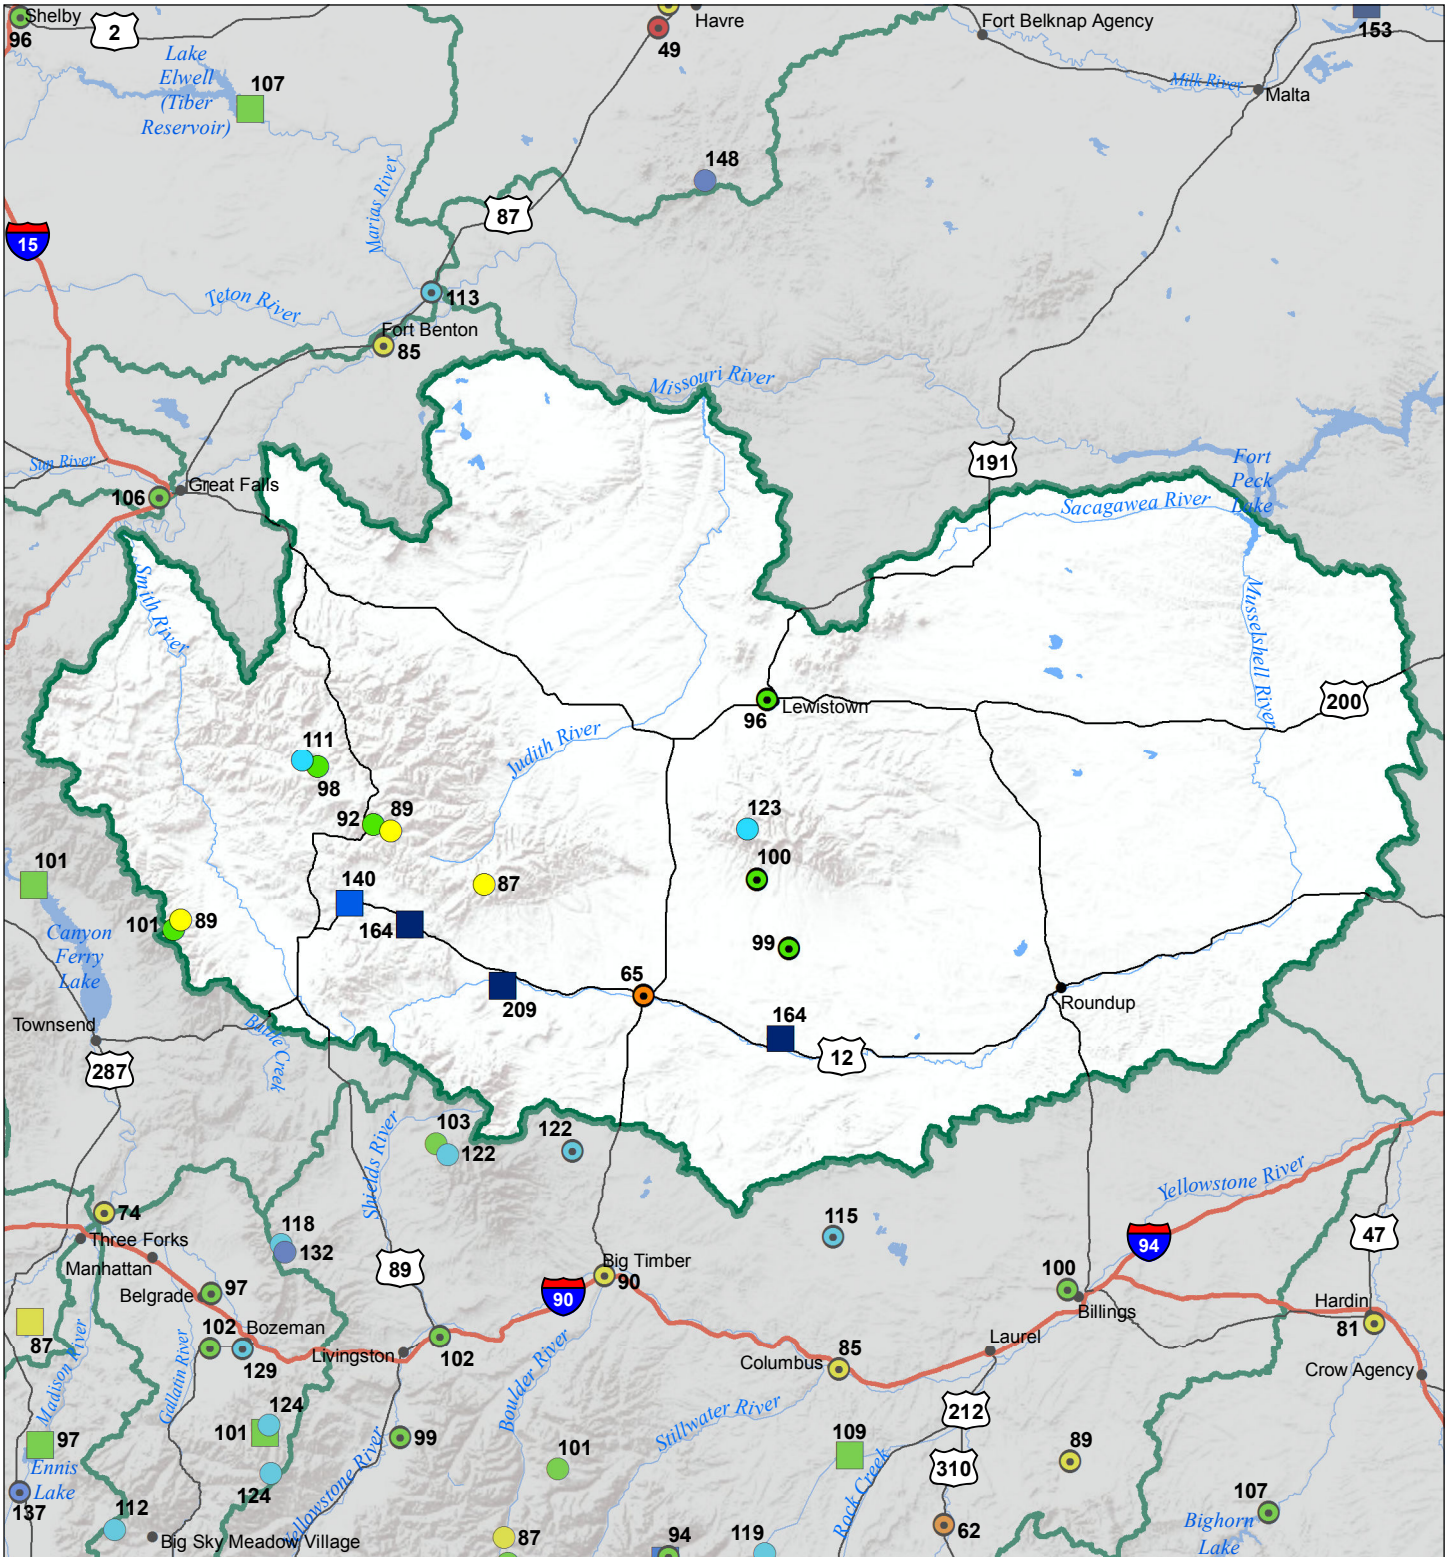 Shelby
96
2
49
Havre
Fort Belknap Agency
153
Lake
Elwell
(Tiber
Reservoir)
107
Milk River
Malta
148
Marias River
87
15
Teton River
113
Fort Benton
85
Missouri River
Sun River
Great Falls
106
191
Fort
Peck
Lake
Sacagawea River
Smith River
Musselshell River
200
96
Lewistown
Judith River
111
98
92
89
123
100
87
140
164
101
101
89
Canyon
Ferry
Lake
99
65
209
164
12
Roundup
Townsend
287
Battle Creek
Shields River
103
122
122
115
Yellowstone River
74
Three Forks
Manhattan
118
132
89
Big Timber
90
90
94
47
Belgrade
97
100
Billings
Hardin
81
87
102
Bozeman
129
Livingston
102
Laurel
Columbus
85
Crow Agency
Madison River
Gallatin River
Boulder River
Stillwater River
212
310
124
101
99
97
Ennis
Lake
124
101
109
89
137
112
Yellowstone River
Big Sky Meadow Village
87
94
119
Rock Creek
62
107
Bighorn
Lake